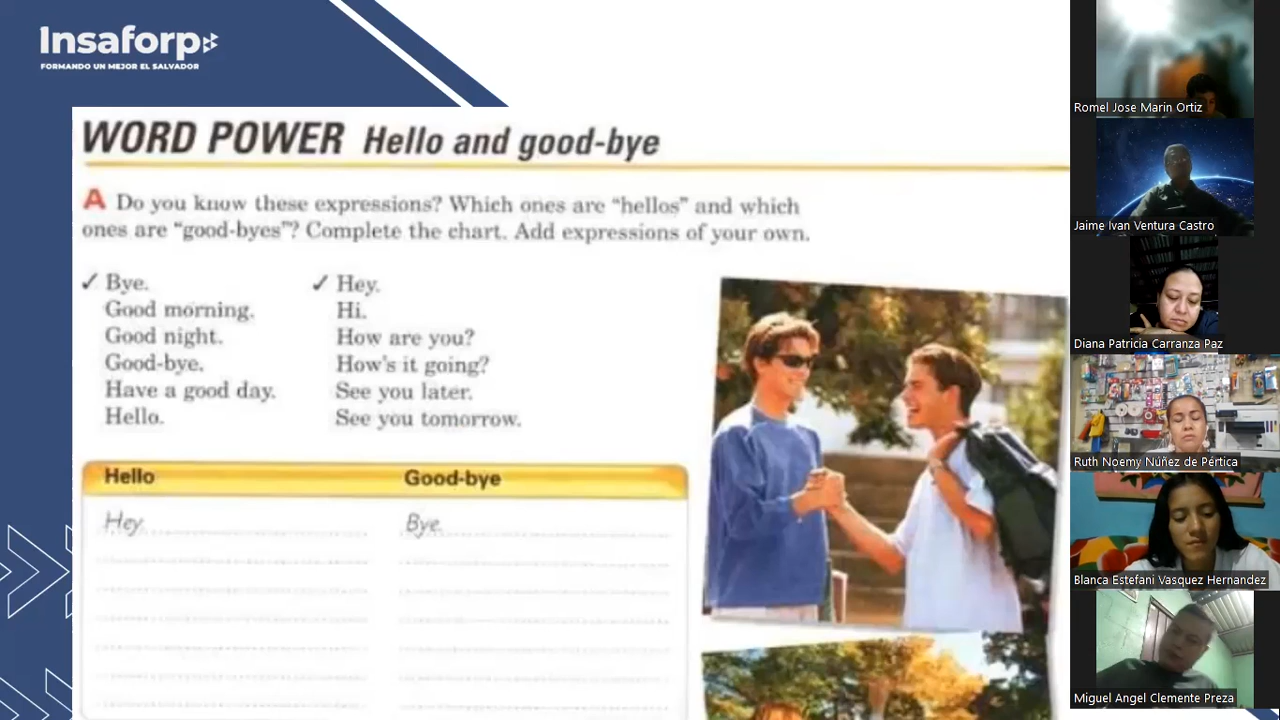 Insaforp
FORMANDO UN MEJOR EL SALVADOR
WORD POWER Hello and good-bye
A Do you know these expressions? Which ones are "hellos" and which
ones are "good-byes"? Complete the chart. Add expressions of your own.
✓ Bye.
Good morning.
Good night.
Good-bye.
Have a good day.
Hello.
✓ Hey.
Hi.
How are you?
How's it going?
See you later.
See you tomorrow.
Hello Good-bye
Hey. Bye.
Romel Jose Marin Ortiz
Jaime Ivan Ventura Castro
Diana Patricia Carranza Paz
Ruth Noemy Núñez de Pértica
Blanca Estefani Vasquez Hernandez
Miguel Angel Clemente Preza